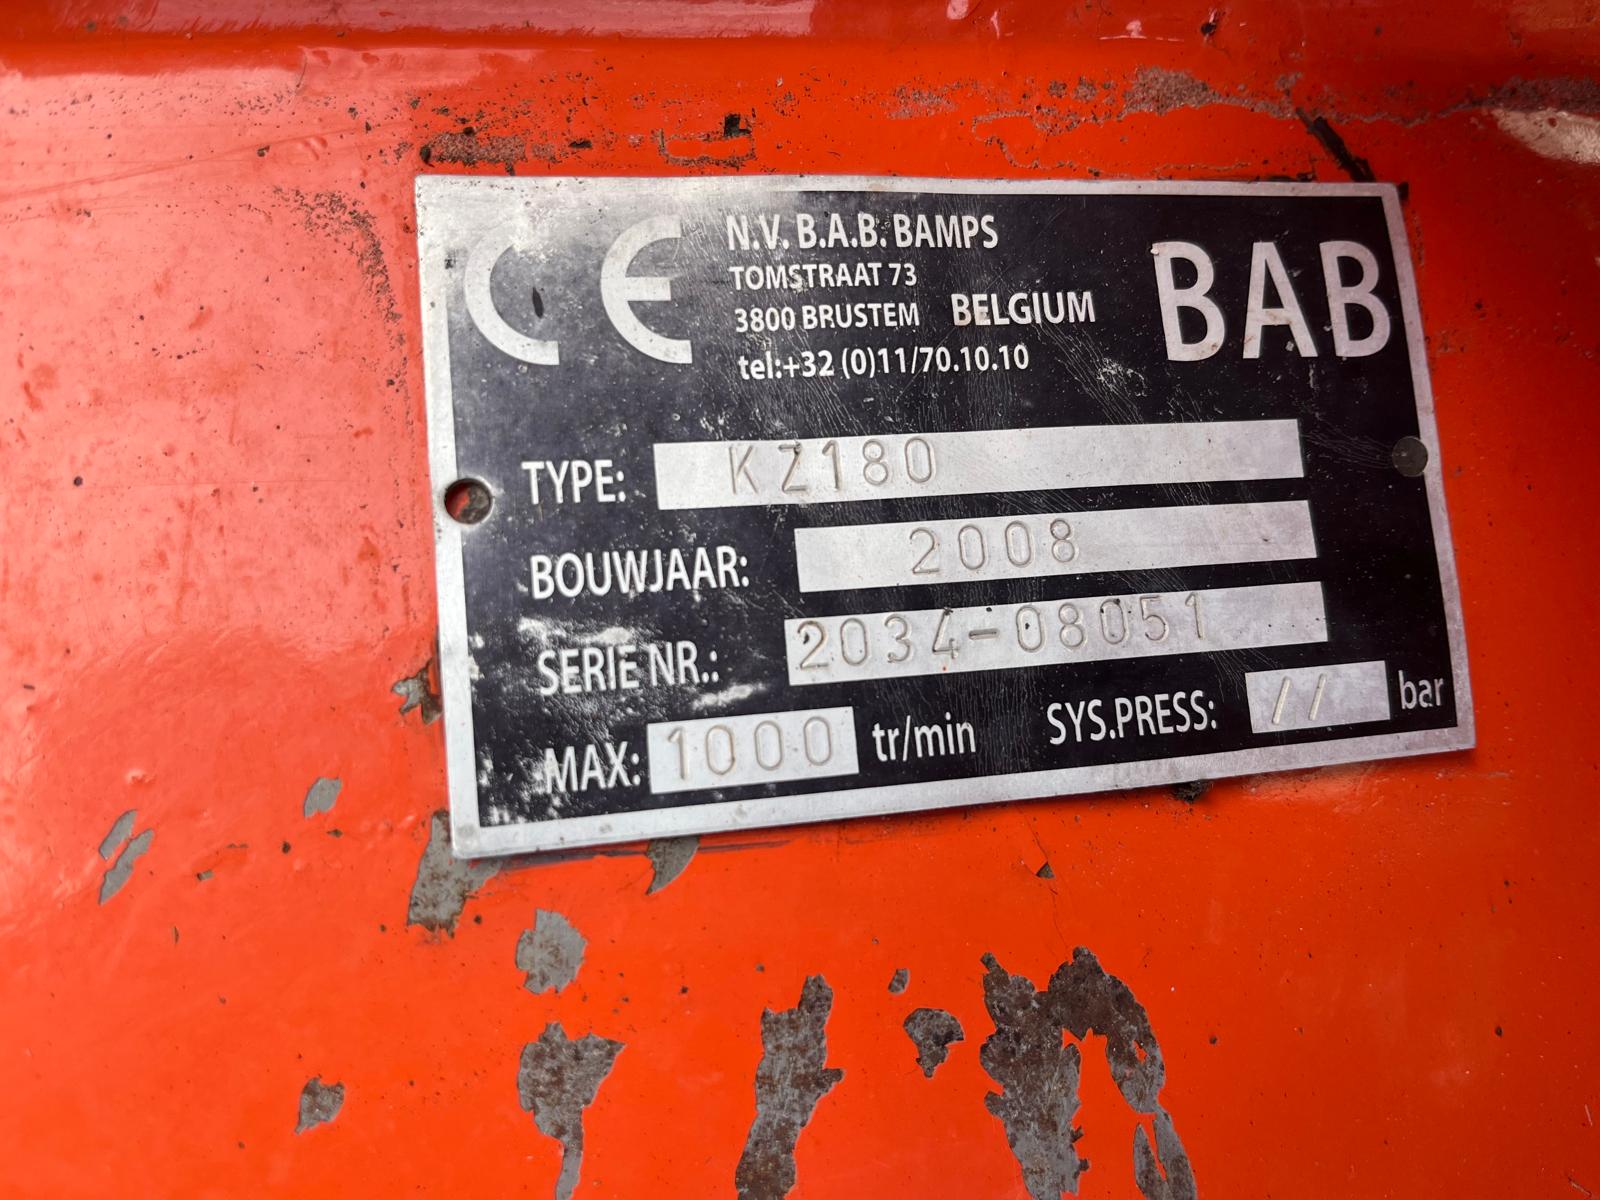 CE
N.V. B.A.B. BAMPS
TOMSTRAAT 73
3800 BRUSTEM BELGIUM
tel:+32 (0)11/70.10.10
BAB
TYPE: KZ180
BOUWJAAR: 2008
SERIE NR.: 2034-08051
MAX: 1000 tr/min SYS.PRESS: // bar